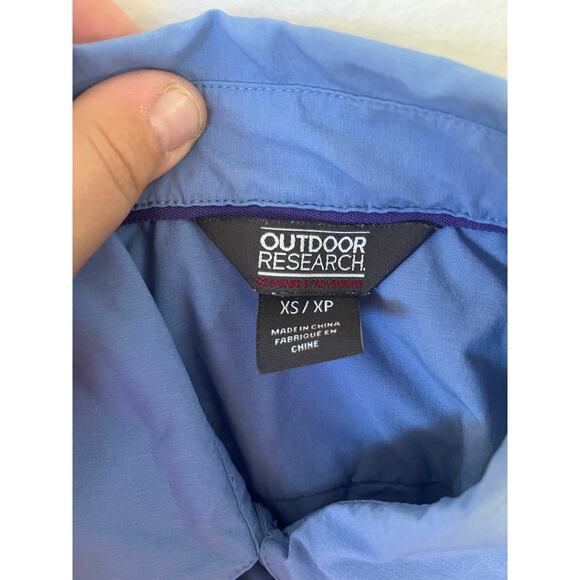 OUTDOOR
RESEARCH
XS / XP
MADE IN CHINA
FABRIQUÉ EN
CHINE